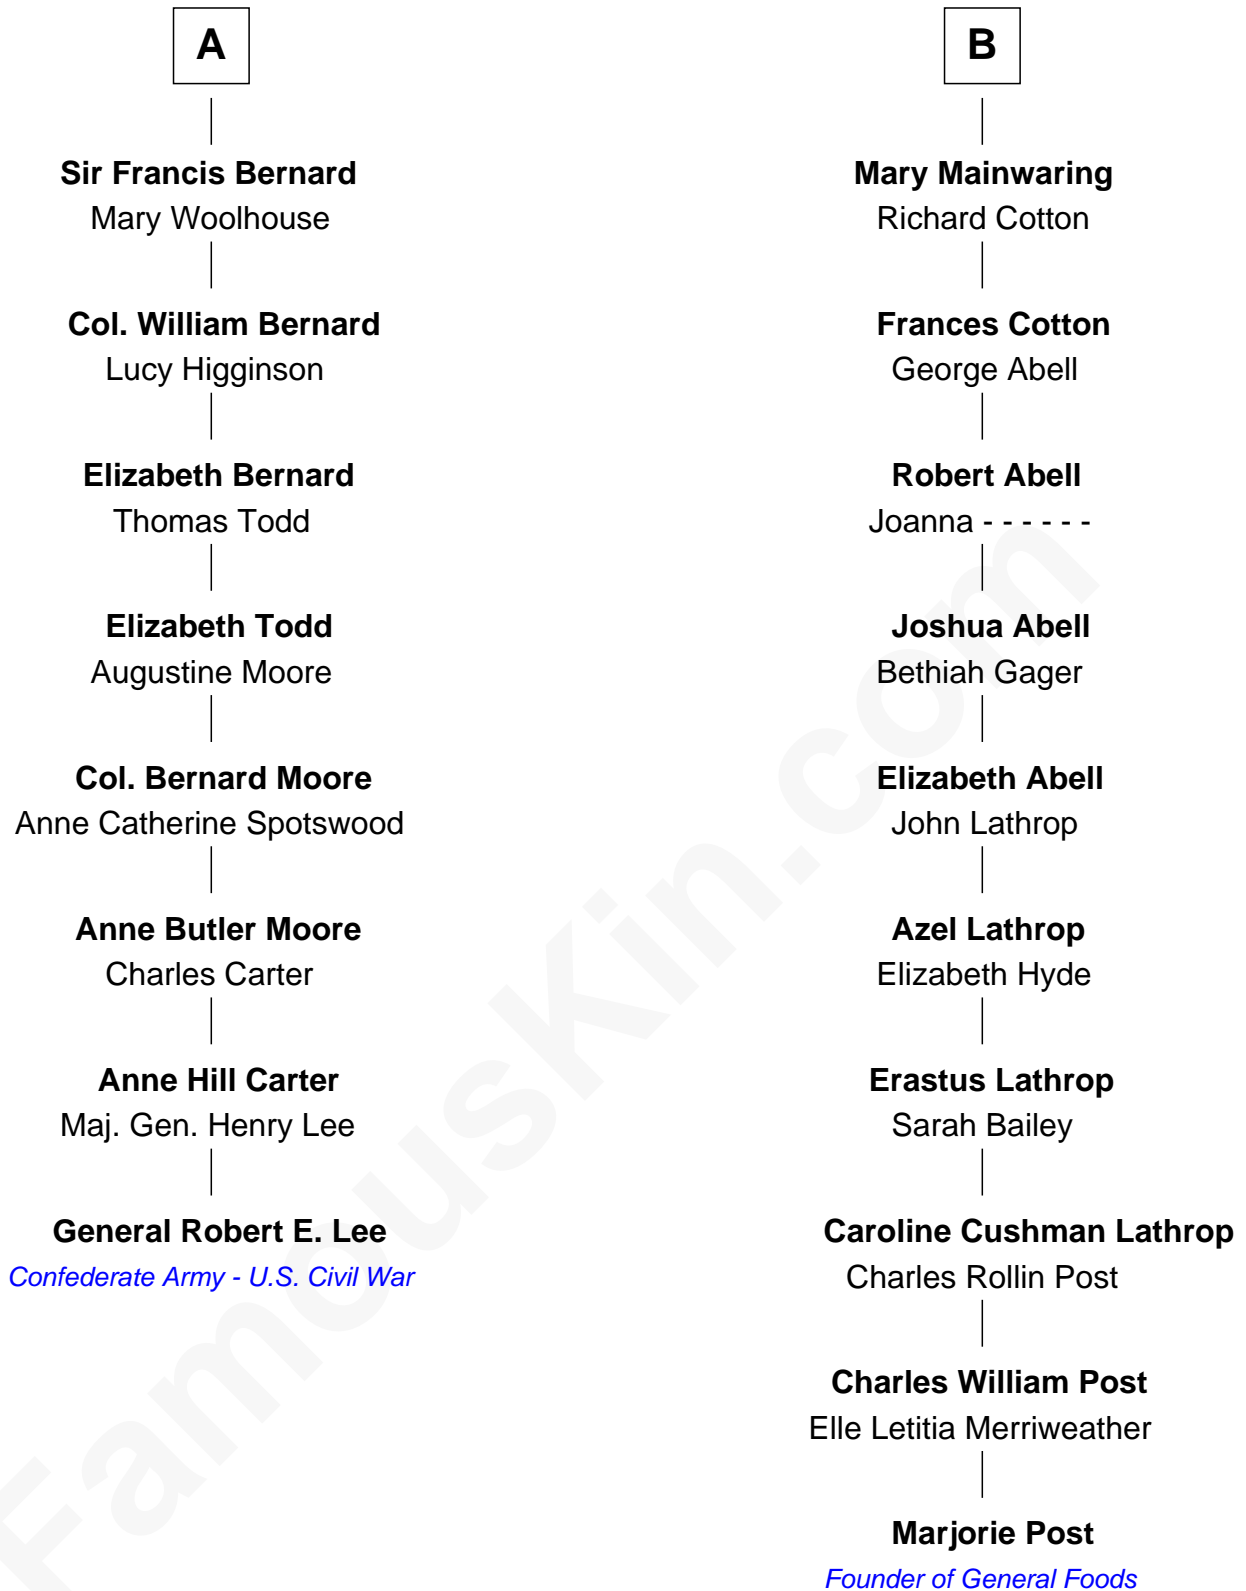 A
Sir Francis Bernard
Mary Woolhouse
Col. William Bernard
Lucy Higginson
Elizabeth Bernard
Thomas Todd
Elizabeth Todd
Augustine Moore
Col. Bernard Moore
Anne Catherine Spotswood
Anne Butler Moore
Charles Carter
Anne Hill Carter
Maj. Gen. Henry Lee
General Robert E. Lee
Confederate Army - U.S. Civil War
B
Mary Mainwaring
Richard Cotton
Frances Cotton
George Abell
Robert Abell
Joanna - - - - - -
Joshua Abell
Bethiah Gager
Elizabeth Abell
John Lathrop
Azel Lathrop
Elizabeth Hyde
Erastus Lathrop
Sarah Bailey
Caroline Cushman Lathrop
Charles Rollin Post
Charles William Post
Elle Letitia Merriweather
Marjorie Post
Founder of General Foods
FamousKin.com